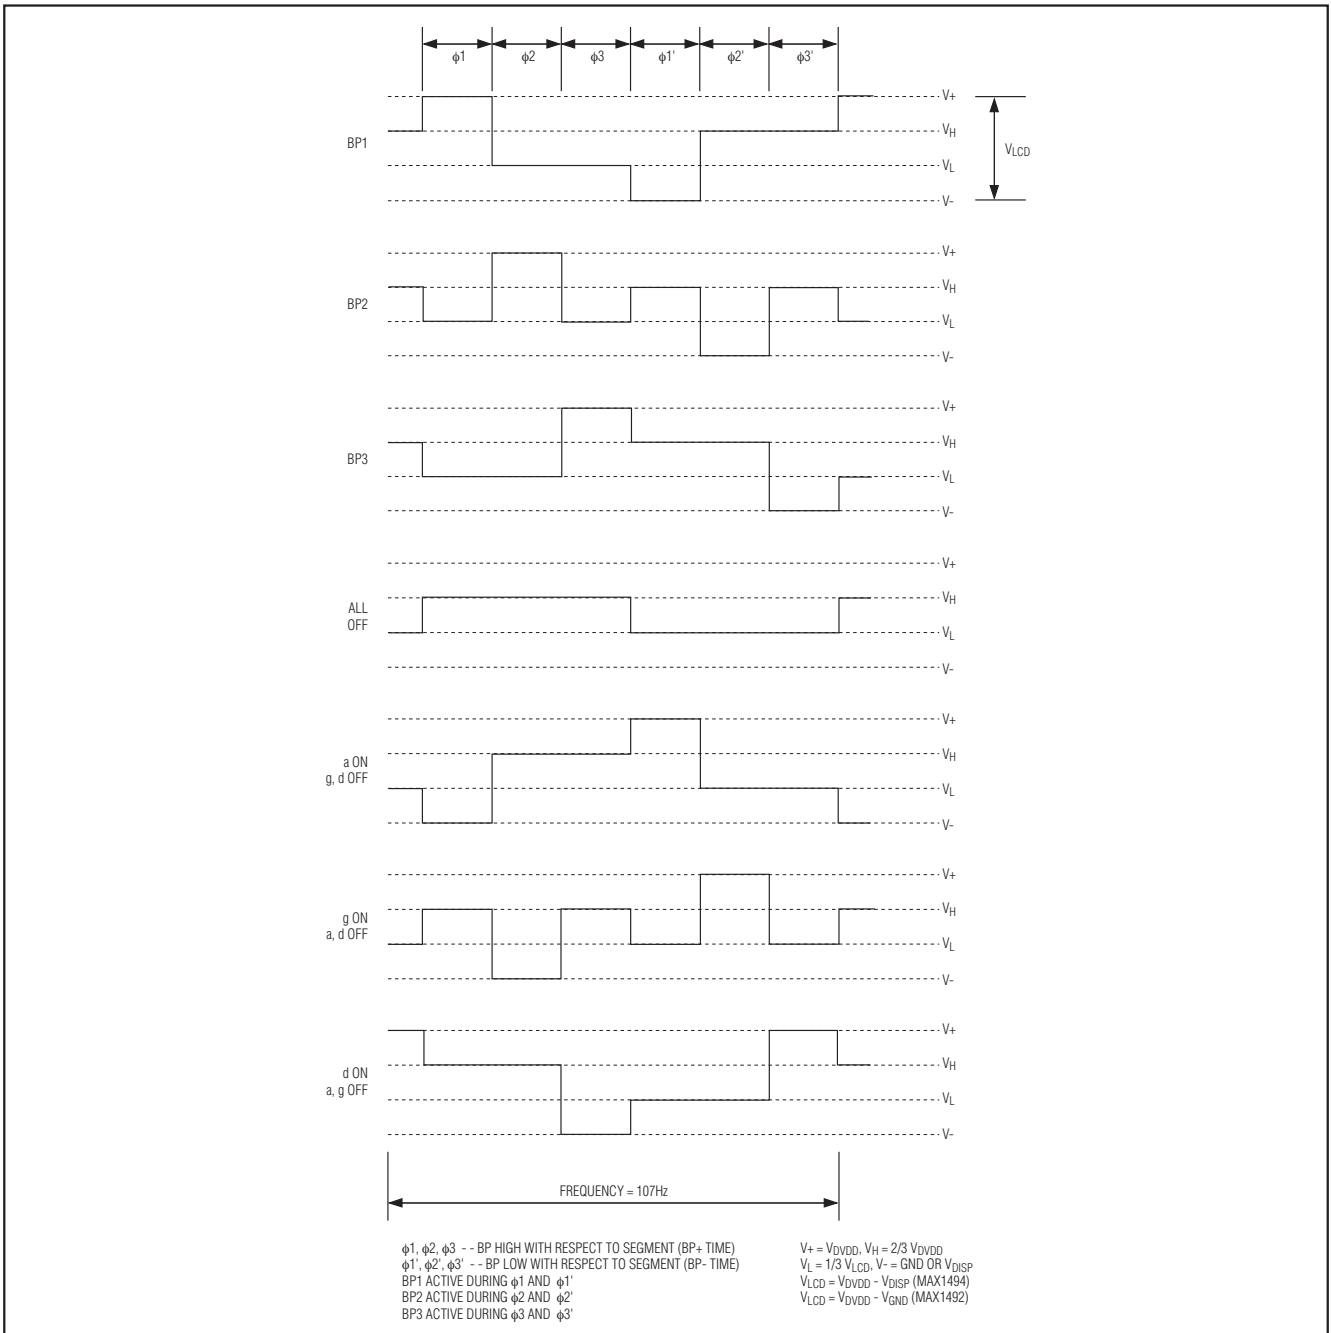 ϕ1 ϕ2 ϕ3 ϕ1' ϕ2' ϕ3'
V+
BP1
VH
VLCD
VL
V-
V+
BP2
VH
VL
V-
V+
BP3
VH
VL
V-
V+
ALL
OFF
VH
VL
V-
V+
a ON
g, d OFF
VH
VL
V-
V+
g ON
a, d OFF
VH
VL
V-
V+
d ON
a, g OFF
VH
VL
V-
FREQUENCY = 107Hz
ϕ1, ϕ2, ϕ3 - - BP HIGH WITH RESPECT TO SEGMENT (BP+ TIME)
ϕ1', ϕ2', ϕ3' - - BP LOW WITH RESPECT TO SEGMENT (BP- TIME)
BP1 ACTIVE DURING ϕ1 AND ϕ1'
BP2 ACTIVE DURING ϕ2 AND ϕ2'
BP3 ACTIVE DURING ϕ3 AND ϕ3'
V+ = VDVDD, VH = 2/3 VDVDD
VL = 1/3 VLCD, V- = GND OR VDISP
VLCD = VDVDD - VDISP (MAX1494)
VLCD = VDVDD - VGND (MAX1492)